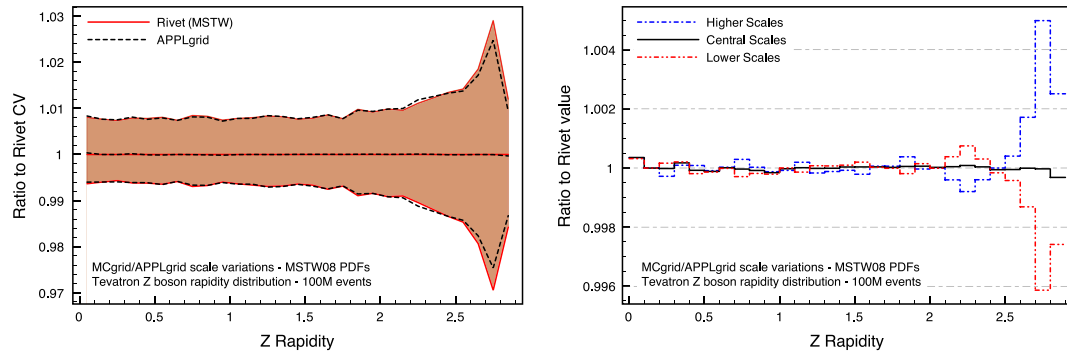 Ratio to Rivet CV
1.03
1.02
1.01
1
0.99
0.98
0.97
Rivet (MSTW)
APPLgrid
MCgrid/APPLgrid scale variations - MSTW08 PDFs
Tevatron Z boson rapidity distribution - 100M events
0
0.5
1
1.5
2
2.5
Z Rapidity
Ratio to Rivet value
1.004
1.002
1
0.998
0.996
Higher Scales
Central Scales
Lower Scales
MCgrid/APPLgrid scale variations - MSTW08 PDFs
Tevatron Z boson rapidity distribution - 100M events
0
0.5
1
1.5
2
2.5
Z Rapidity